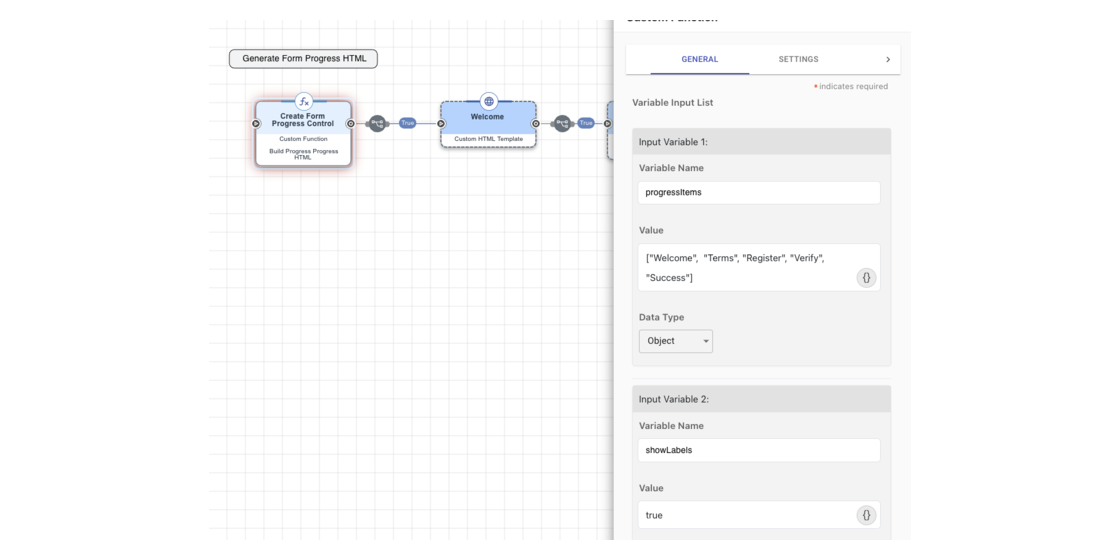 Custom Function
Generate Form Progress HTML
Create Form
Progress Control
Custom Function
Build Progress Progress
HTML
True
Welcome
Custom HTML Template
True
GENERAL
SETTINGS
* indicates required
Variable Input List
Input Variable 1:
Variable Name
progressItems
Value
["Welcome", "Terms", "Register", "Verify",
"Success"]
{}
Data Type
Object
Input Variable 2:
Variable Name
showLabels
Value
true
{}